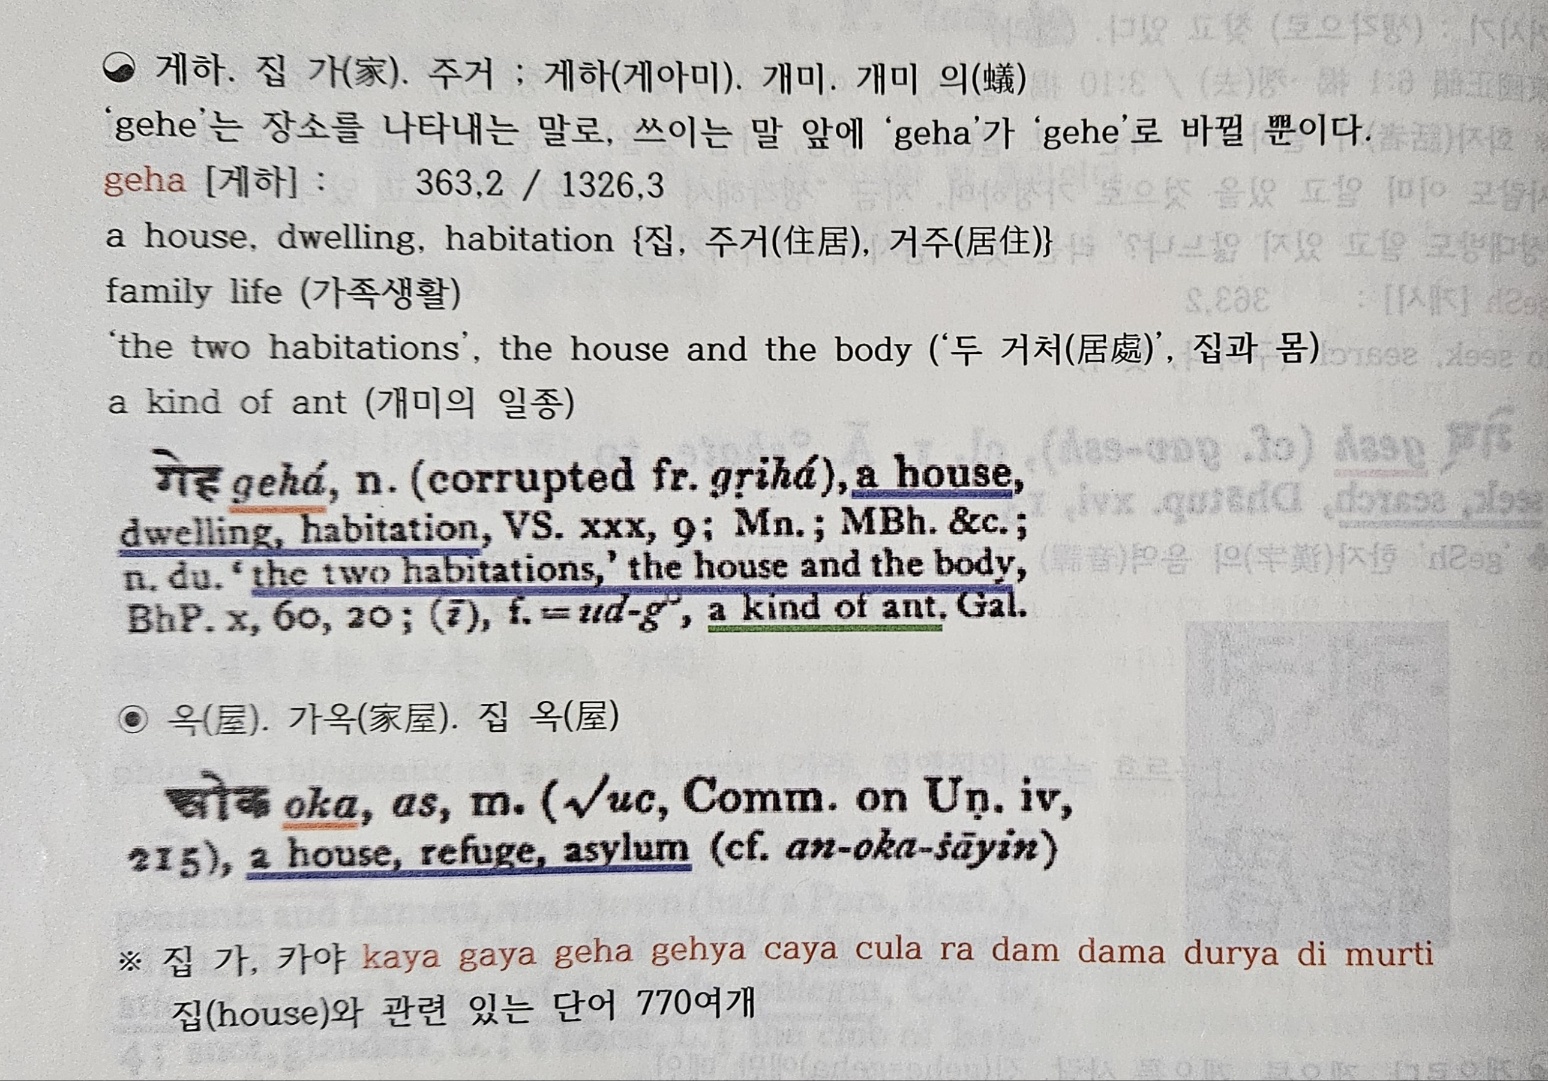 게하. 집 가(家). 주거 : 게하(게아미). 개미. 개미 의(蟻)
‘gehe’는 장소를 나타내는 말로, 쓰이는 말 앞에 ‘geha’가 ‘gehe’로 바뀔 뿐이다.
geha [게하] : 363,2 / 1326,3
a house, dwelling, habitation {집, 주거(住居), 거주(居住)}
family life (가족생활)
‘the two habitations’, the house and the body (‘두 거처(居處)’, 집과 몸)
a kind of ant (개미의 일종)
गेह gehá, n. (corrupted fr. gṛihá), a house,
dwelling, habitation, VS. xxx, 9; Mn.; MBh. &c.;
n. du. ‘the two habitations,’ the house and the body,
BhP. x, 60, 20; (ī), f. = ud-g°, a kind of ant, Gal.
◉ 옥(屋). 가옥(家屋). 집 옥(屋)
ओक oka, as, m. (√uc, Comm. on Uṇ. iv,
215), a house, refuge, asylum (cf. an-oka-śāyin)
※ 집 가, 카야 kaya gaya geha gehya caya cula ra dam dama durya di murti
집(house)와 관련 있는 단어 770여개